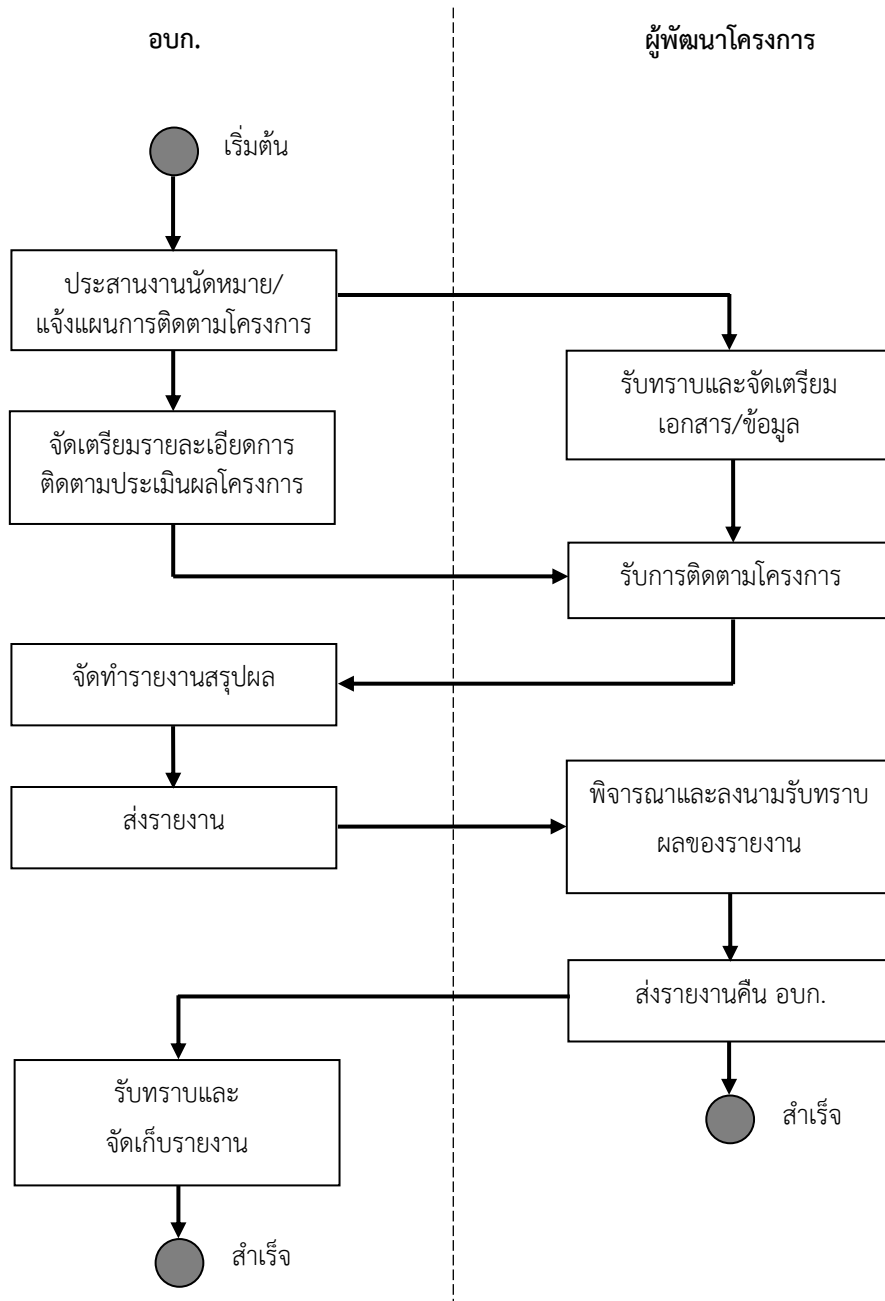 อบก.
ผู้พัฒนาโครงการ
เริ่มต้น
ประสานงานนัดหมาย/
แจ้งแผนการติดตามโครงการ
รับทราบและจัดเตรียม
เอกสาร/ข้อมูล
จัดเตรียมรายละเอียดการ
ติดตามประเมินผลโครงการ
รับการติดตามโครงการ
จัดทำรายงานสรุปผล
ส่งรายงาน
พิจารณาและลงนามรับทราบ
ผลของรายงาน
ส่งรายงานคืน อบก.
รับทราบและ
จัดเก็บรายงาน
สำเร็จ
สำเร็จ